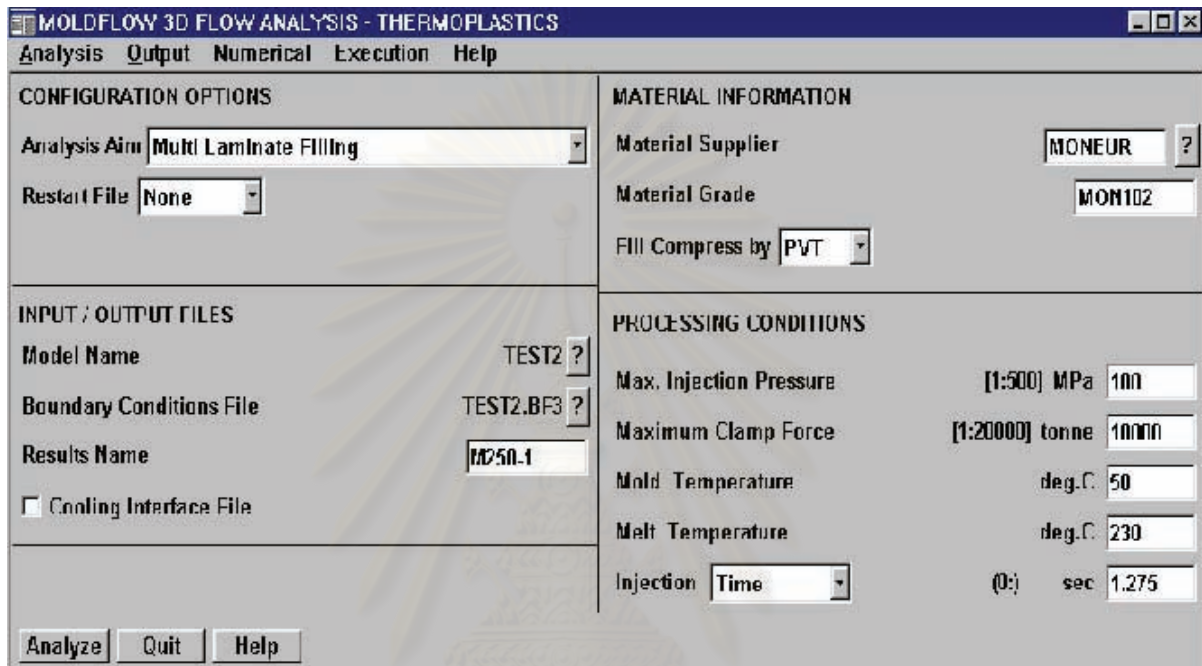 MOLDFLOW 3D FLOW ANALYSIS - THERMOPLASTICS
Analysis Output Numerical Execution Help
CONFIGURATION OPTIONS
Analysis Aim Multi Laminate Filling
Restart File None
INPUT / OUTPUT FILES
Model Name TEST2 ?
Boundary Conditions File TEST2.BF3 ?
Results Name M250-1
Cooling Interface File
MATERIAL INFORMATION
Material Supplier MONEUR ?
Material Grade MON102
Fill Compress by PVT
PROCESSING CONDITIONS
Max. Injection Pressure [1:500] MPa 100
Maximum Clamp Force [1:20000] tonne 10000
Mold Temperature deg.C 50
Melt Temperature deg.C 230
Injection Time (0:) sec 1.275
Analyze Quit Help